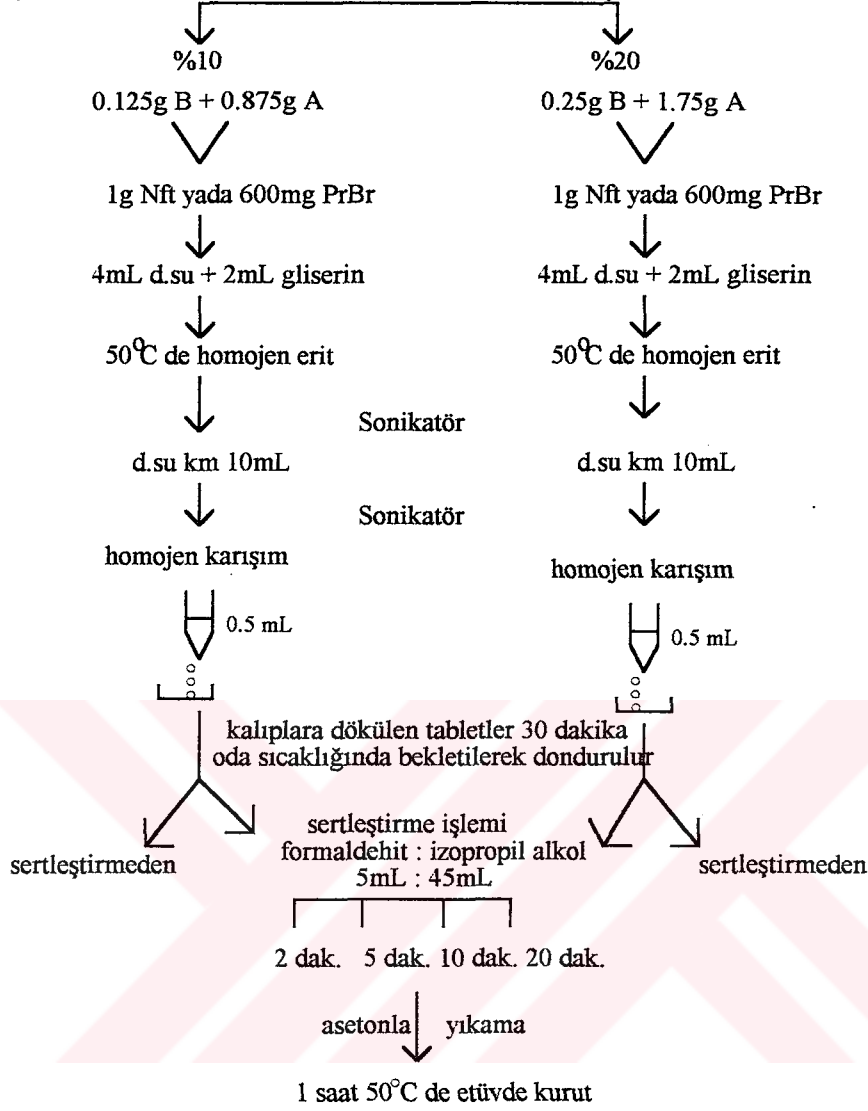 %10 %20
0.125g B + 0.875g A 0.25g B + 1.75g A
1g Nft yada 600mg PrBr 1g Nft yada 600mg PrBr
4mL d.su + 2mL gliserin 4mL d.su + 2mL gliserin
50°C de homojen erit 50°C de homojen erit
Sonikatör
d.su km 10mL d.su km 10mL
Sonikatör
homojen karışım homojen karışım
0.5 mL 0.5 mL
kalıplara dökülen tabletler 30 dakika
oda sıcaklığında bekletilerek dondurulur
sertleştirme işlemi
sertleştirmeden formaldehit : izopropil alkol sertleştirmeden
5mL : 45mL
2 dak. 5 dak. 10 dak. 20 dak.
asetonla yıkama
1 saat 50°C de etüvde kurut